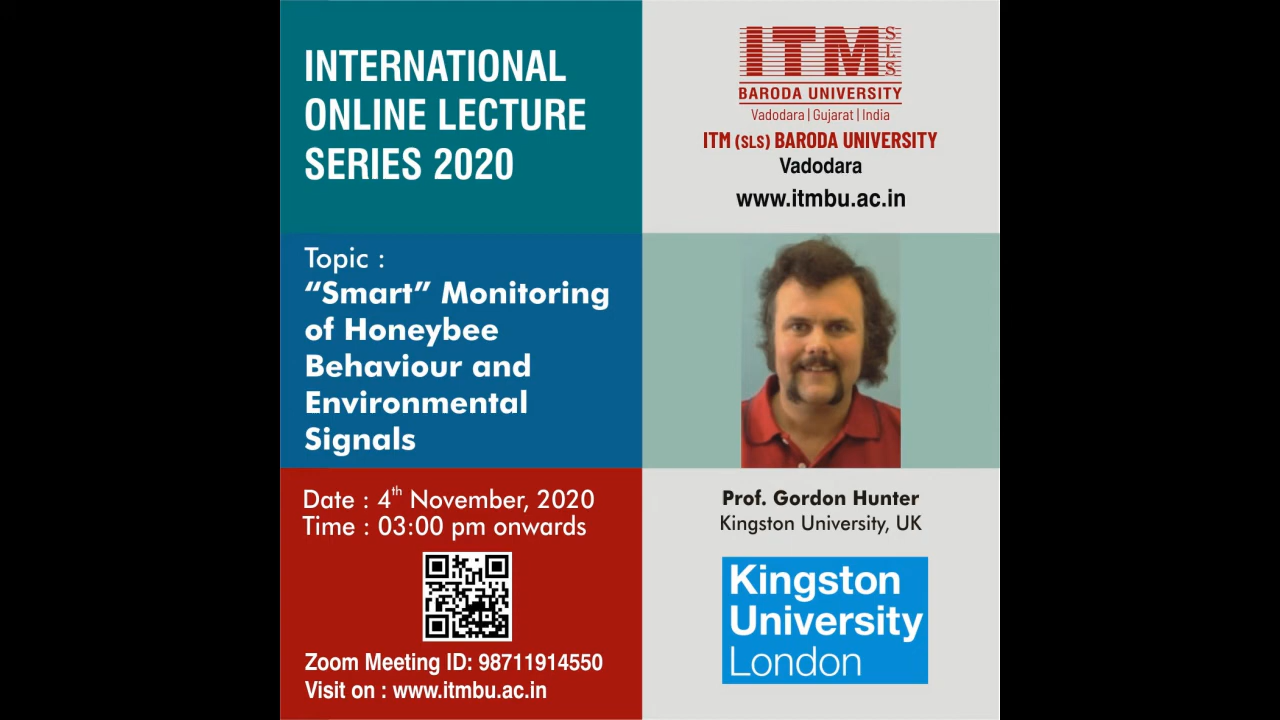 INTERNATIONAL
ONLINE LECTURE
SERIES 2020
ITM SLS
BARODA UNIVERSITY
Vadodara | Gujarat | India
ITM (SLS) BARODA UNIVERSITY
Vadodara
www.itmbu.ac.in
Topic :
“Smart” Monitoring
of Honeybee
Behaviour and
Environmental
Signals
Date : 4th November, 2020
Time : 03:00 pm onwards
Zoom Meeting ID: 98711914550
Visit on : www.itmbu.ac.in
Prof. Gordon Hunter
Kingston University, UK
Kingston
University
London